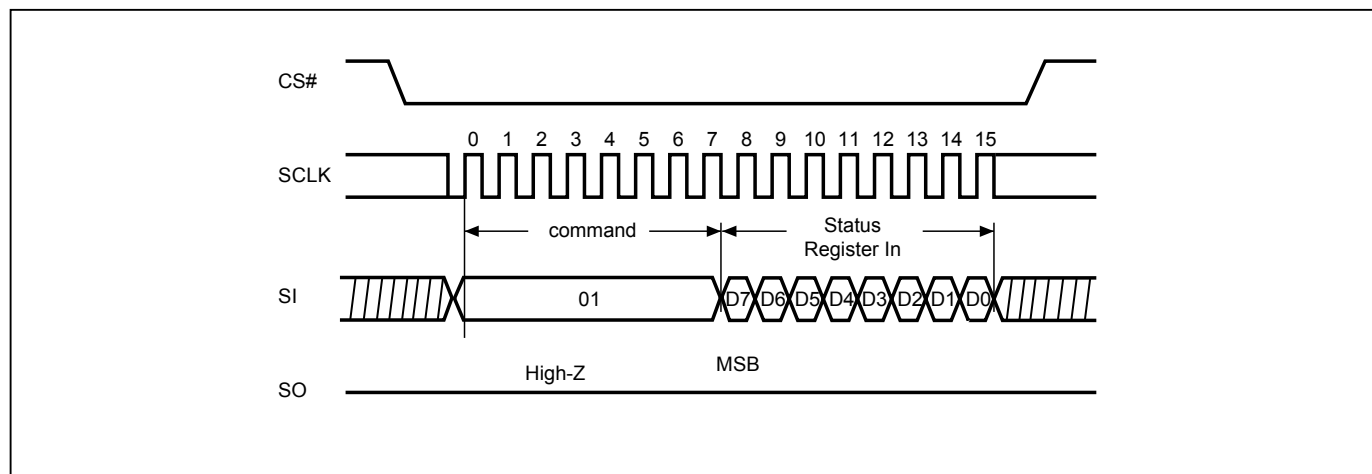 CS#
0 1 2 3 4 5 6 7 8 9 10 11 12 13 14 15
SCLK
command
Status
Register In
SI
01
D7 D6 D5 D4 D3 D2 D1 D0
High-Z
MSB
SO